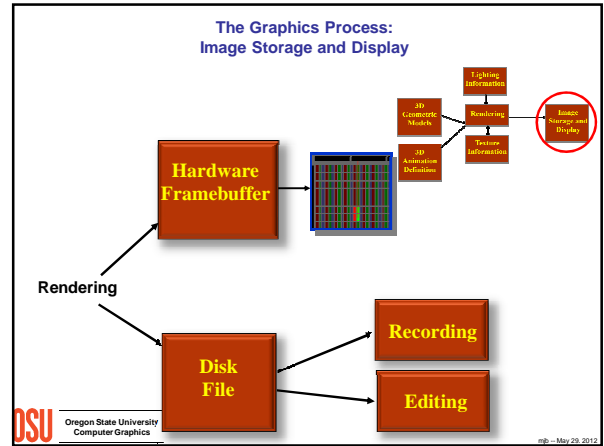 The Graphics Process:
Image Storage and Display
Lighting
Information
3D
Geometric
Models
Rendering
Image
Storage and
Display
3D
Animation
Definition
Texture
Information
Hardware
Framebuffer
Rendering
Disk
File
Recording
Editing
OSU
Oregon State University
Computer Graphics
mjb -- May 29, 2012